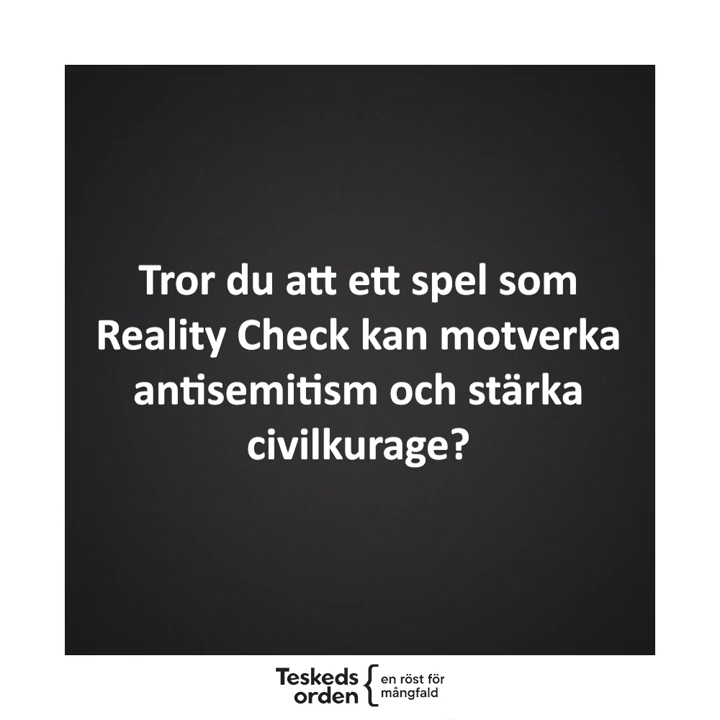 Tror du att ett spel som
Reality Check kan motverka
antisemitism och stärka
civilkurage?
Teskeds
orden
en röst för
mångfald